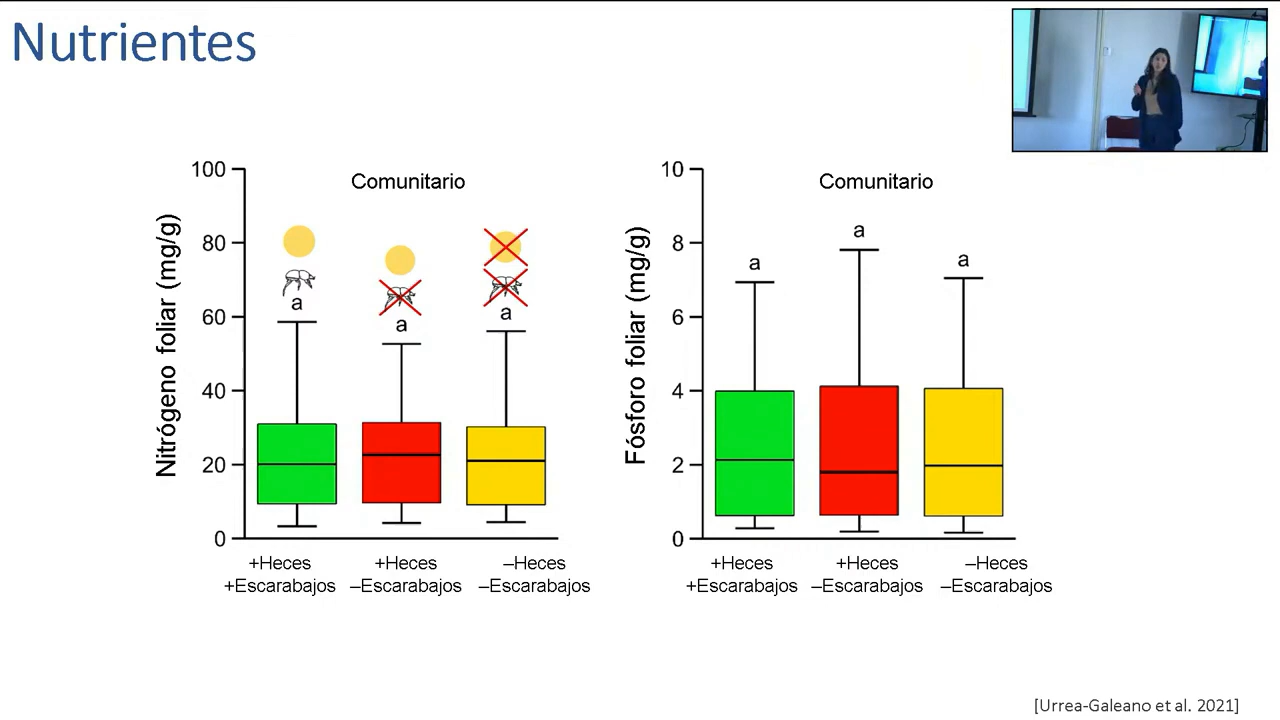 Nutrientes
Comunitario
Nitrógeno foliar (mg/g)
100
80
60
40
20
0
a
a
a
+Heces
+Escarabajos
+Heces
–Escarabajos
–Heces
–Escarabajos
Comunitario
Fósforo foliar (mg/g)
10
8
6
4
2
0
a
a
a
+Heces
+Escarabajos
+Heces
–Escarabajos
–Heces
–Escarabajos
[Urrea-Galeano et al. 2021]